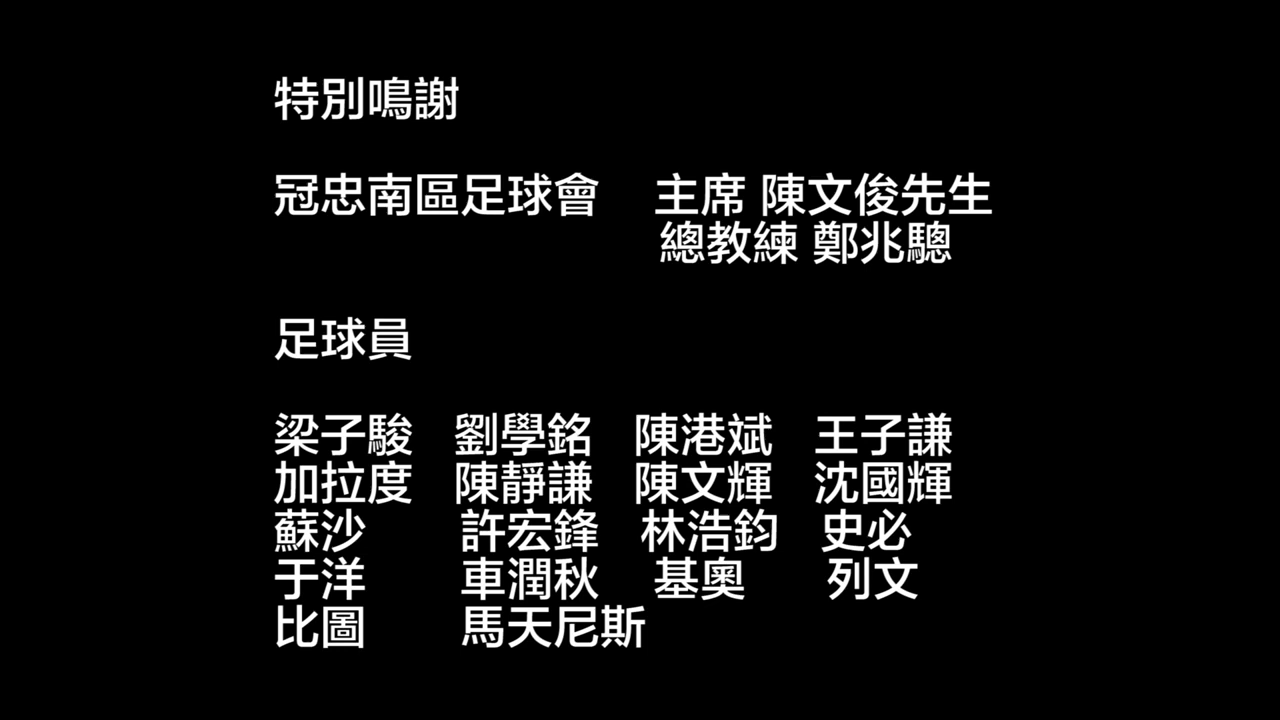 特別鳴謝
冠忠南區足球會 主席 陳文俊先生
總教練 鄭兆聰
足球員
梁子駿 劉學銘 陳港斌 王子謙
加拉度 陳靜謙 陳文輝 沈國輝
蘇沙 許宏鋒 林浩鈞 史必
于洋 車潤秋 基奧 列文
比圖 馬天尼斯